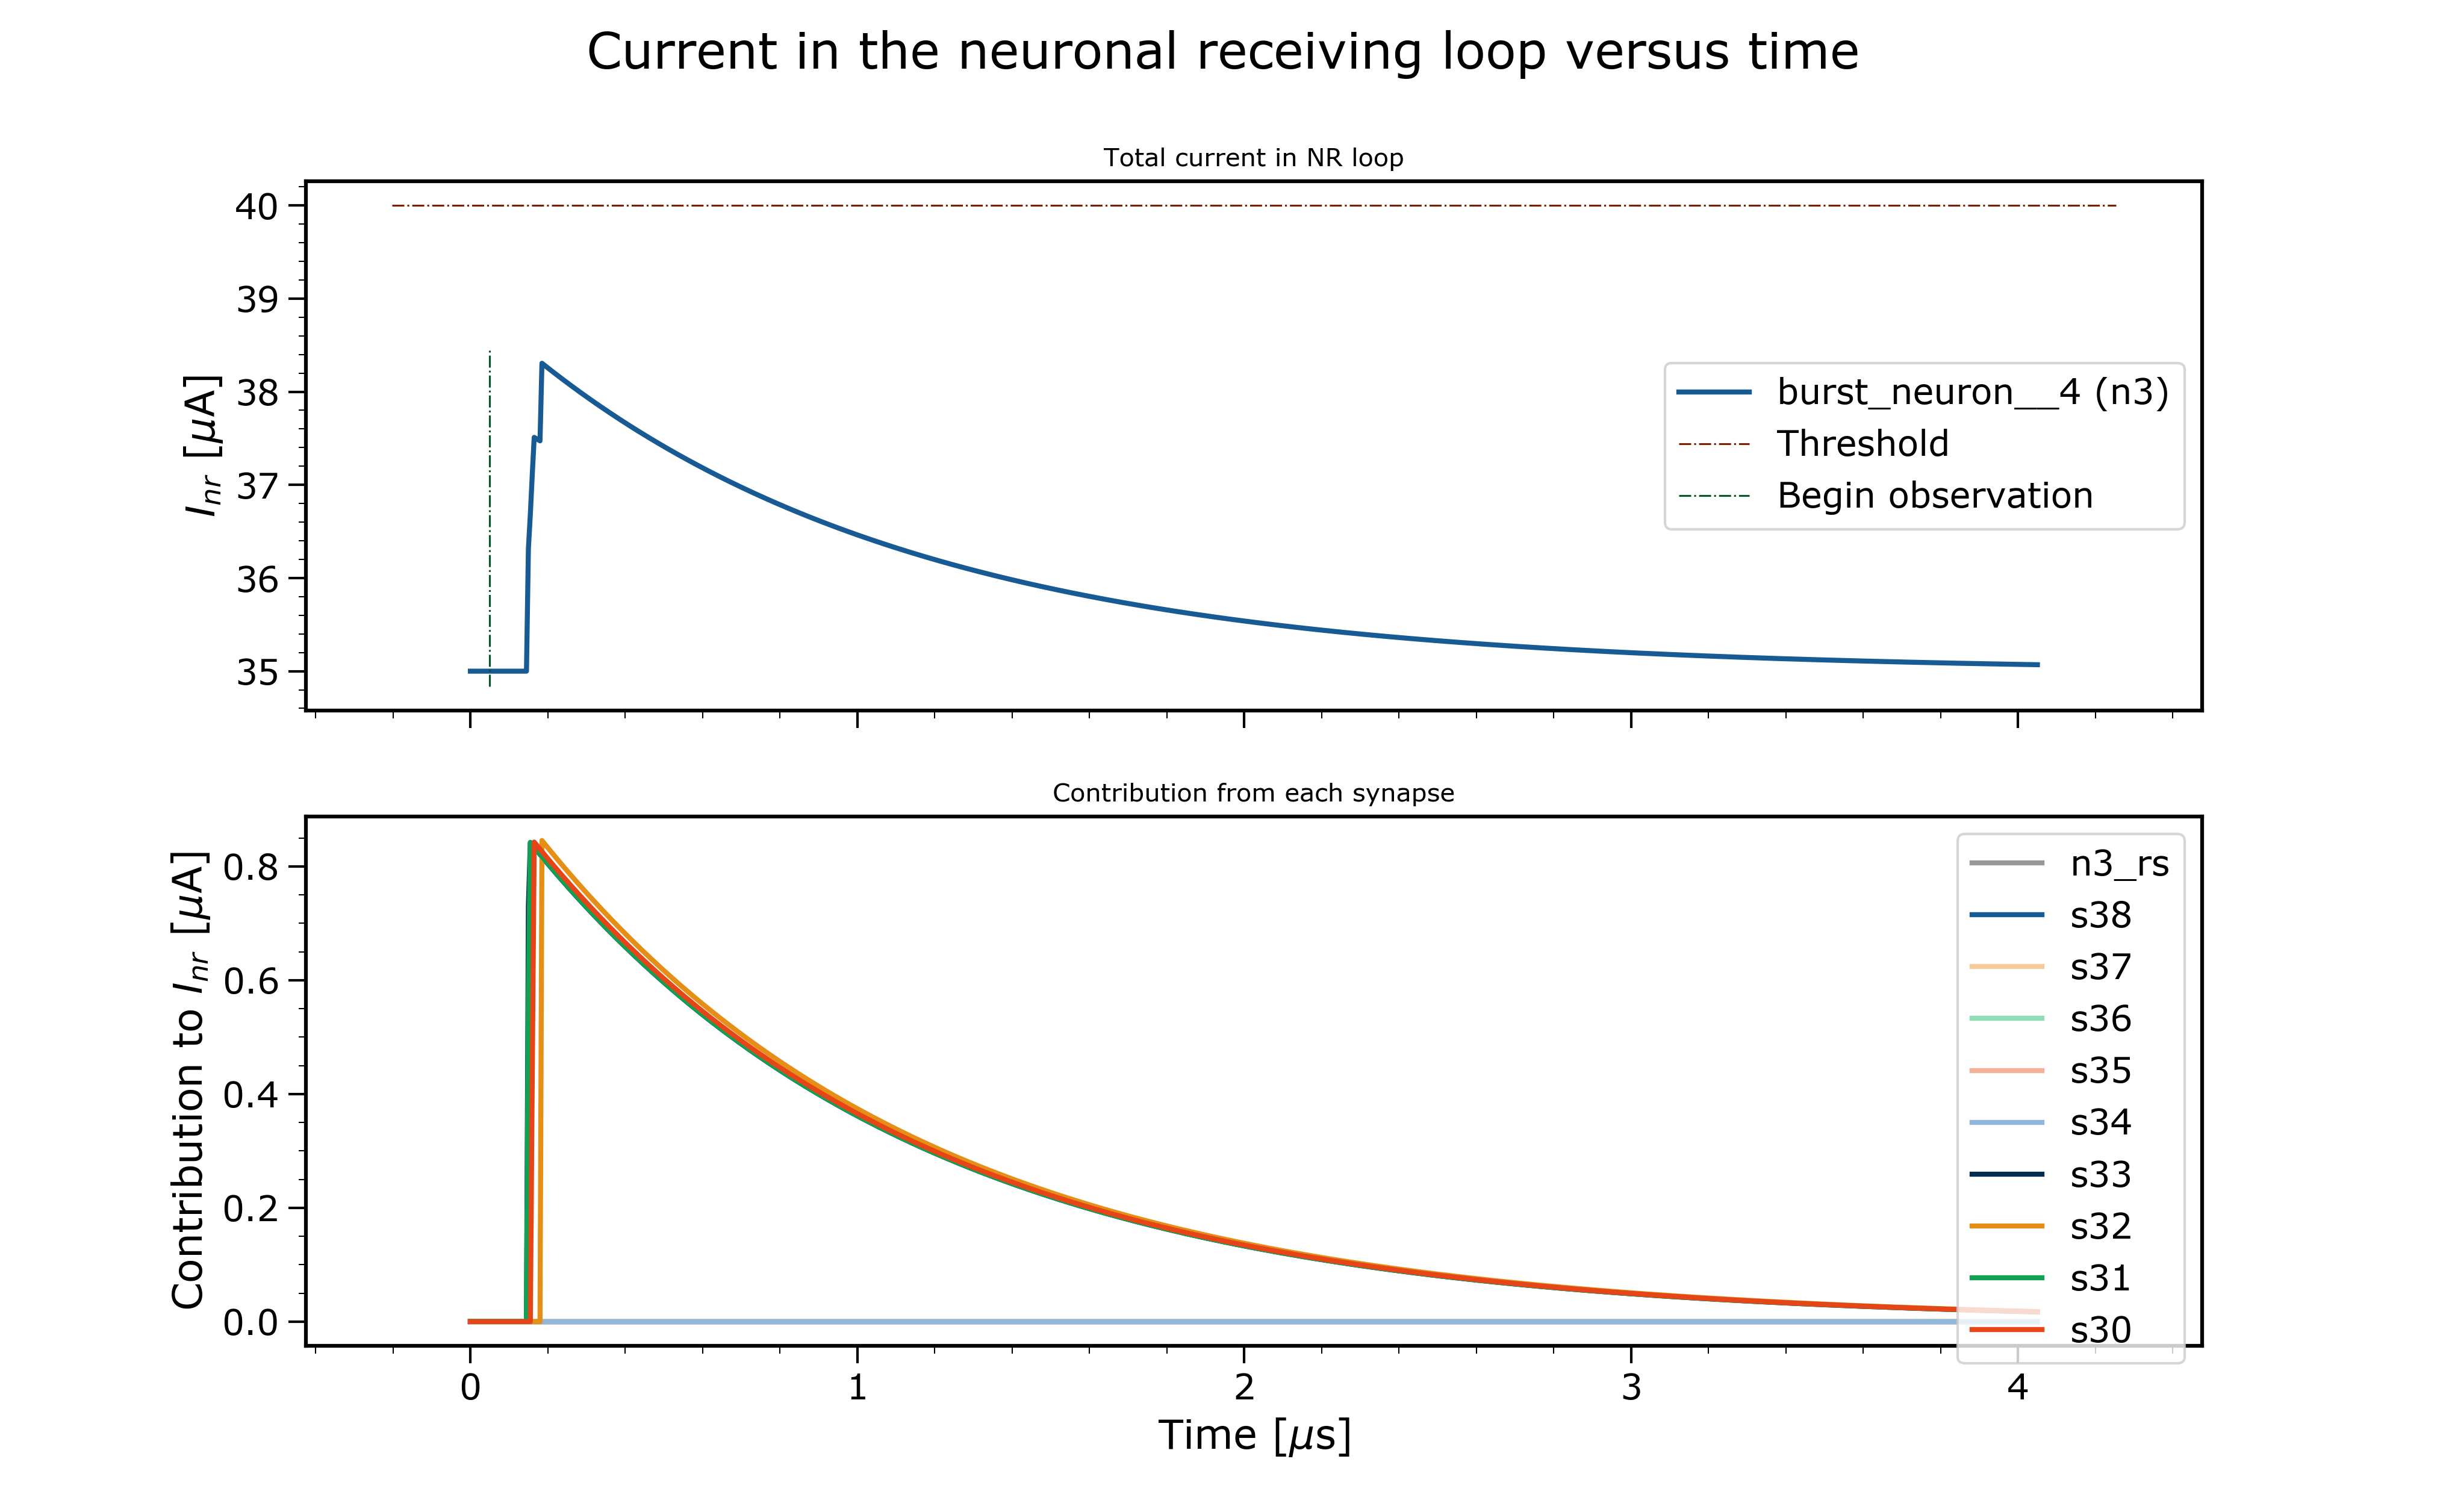 Current in the neuronal receiving loop versus time
Total current in NR loop
40
39
38
37
36
35
I_nr [μA]
burst_neuron__4 (n3)
Threshold
Begin observation
Contribution from each synapse
0.8
0.6
0.4
0.2
0.0
Contribution to I_nr [μA]
n3_rs
s38
s37
s36
s35
s34
s33
s32
s31
s30
0 1 2 3 4
Time [μs]